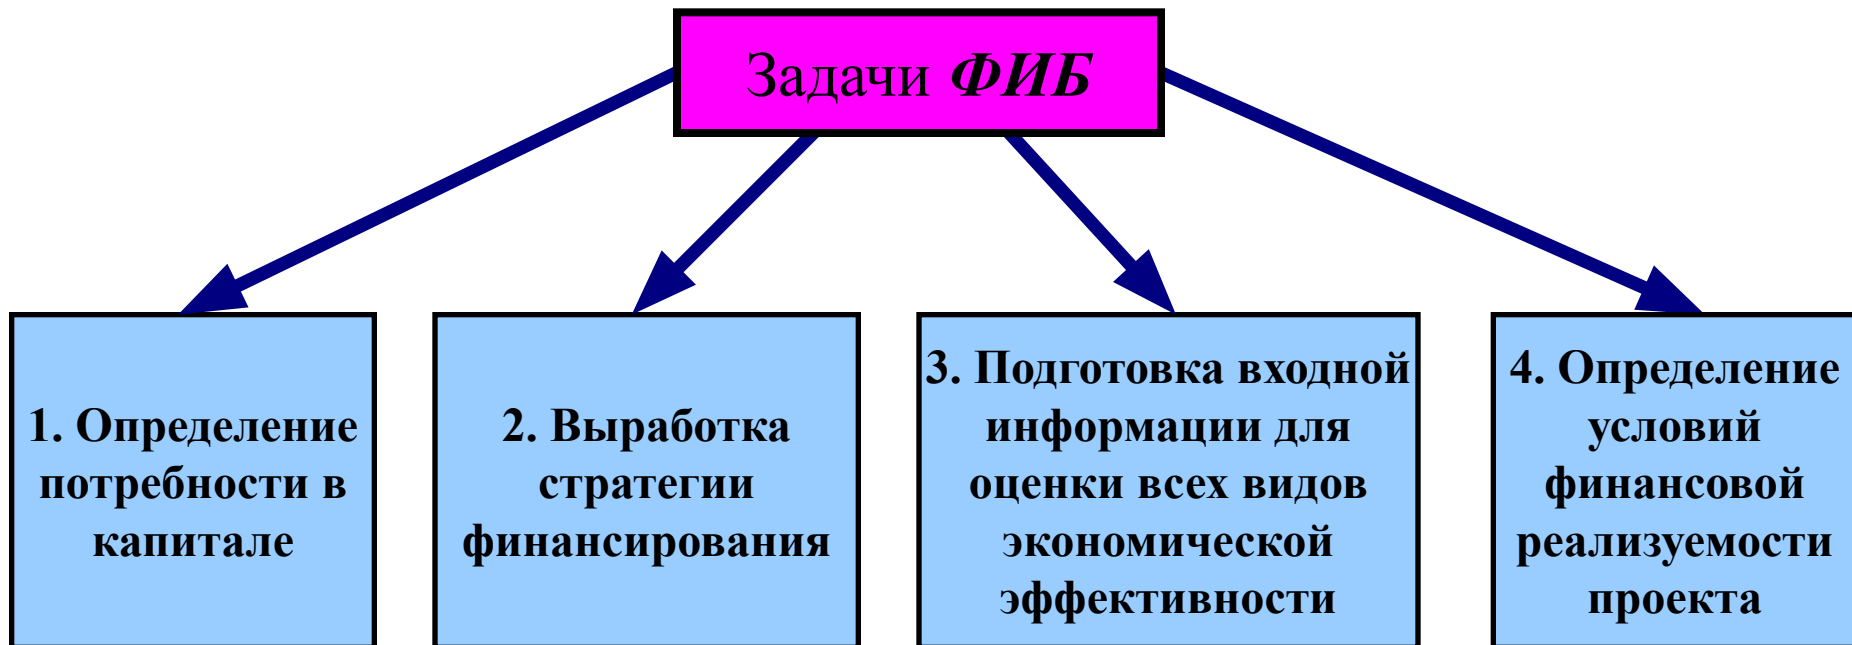 Задачи ФИБ
1. Определение
потребности в
капитале
2. Выработка
стратегии
финансирования
3. Подготовка входной
информации для
оценки всех видов
экономической
эффективности
4. Определение
условий
финансовой
реализуемости
проекта